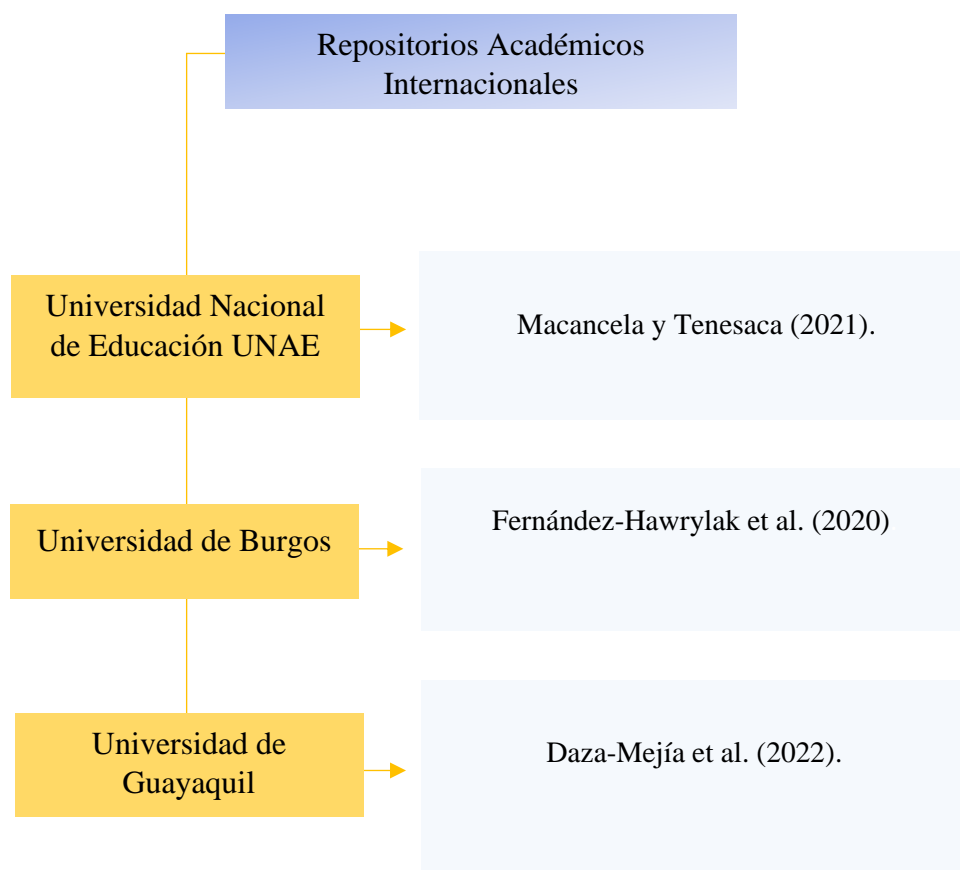 Repositorios Académicos
Internacionales
Universidad Nacional
de Educación UNAE
Macancela y Tenesaca (2021).
Universidad de Burgos
Fernández-Hawrylak et al. (2020)
Universidad de
Guayaquil
Daza-Mejía et al. (2022).